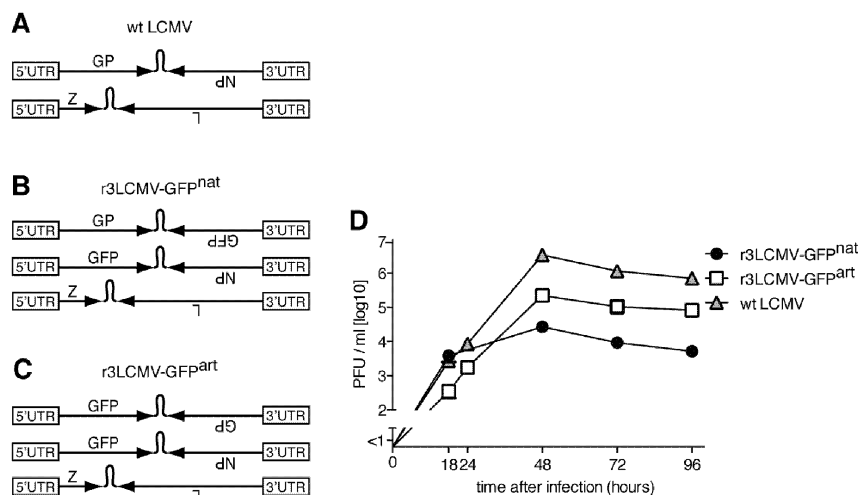 A
wt LCMV
5'UTR GP NP 3'UTR
5'UTR Z L 3'UTR
B
r3LCMV-GFPnat
5'UTR GP GFP 3'UTR
5'UTR GFP NP 3'UTR
5'UTR Z L 3'UTR
C
r3LCMV-GFPart
5'UTR GFP GP 3'UTR
5'UTR GFP NP 3'UTR
5'UTR Z L 3'UTR
D
PFU / ml [log10]
7
6
5
4
3
2
<1
0 18 24 48 72 96
time after infection (hours)
r3LCMV-GFPnat
r3LCMV-GFPart
wt LCMV